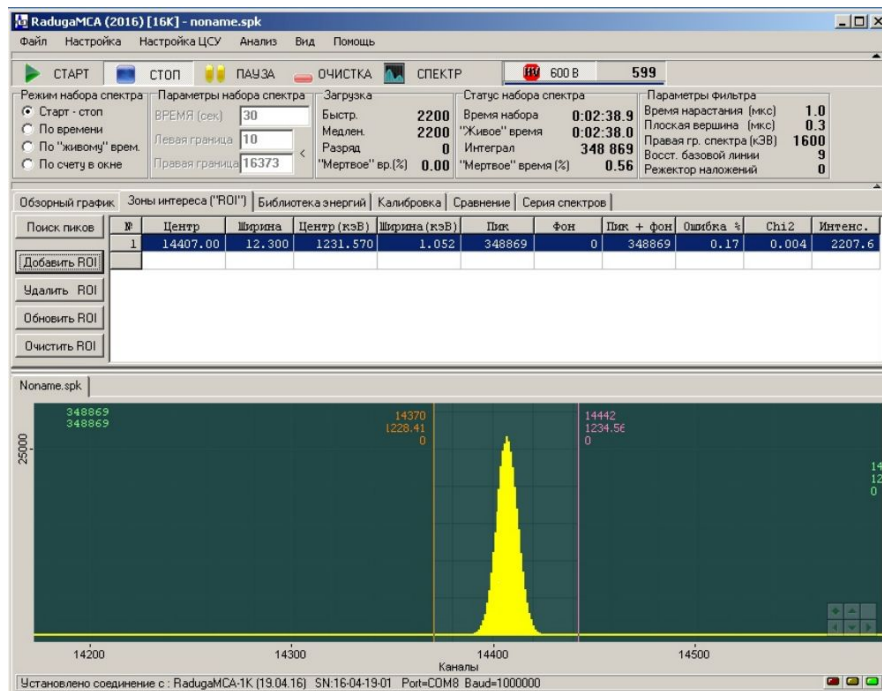 RadugaMCA (2016) [16K] - noname.spk
Файл Настройка Настройка ЦСУ Анализ Вид Помощь
СТАРТ СТОП ПАУЗА ОЧИСТКА СПЕКТР HV 600 В 599
Режим набора спектра Параметры набора спектра Загрузка Статус набора спектра Параметры фильтра
Старт - стоп ВРЕМЯ (сек) 30 Быстр. 2200 Время набора 0:02:38.9 Время нарастания (мкс) 1.0
По времени Левая граница 10 Медлен. 2200 "Живое" время 0:02:38.0 Плоская вершина (мкс) 0.3
По "живому" врем. Разряд 0 Интеграл 348 869 Правая гр. спектра (кЭВ) 1600
По счету в окне Правая граница 16373 < "Мертвое" вр.(%) 0.00 "Мертвое" время (%) 0.56 Восст. базовой линии 9
Режектор наложений 0
Обзорный график Зоны интереса ("ROI") Библиотека энергий Калибровка Сравнение Серия спектров
Поиск пиков № Центр Ширина Центр (кэВ) Ширина (кэВ) Пик Фон Пик + фон Ошибка % Chi2 Интенс.
1 14407.00 12.300 1231.570 1.052 348869 0 348869 0.17 0.004 2207.6
Добавить ROI
Удалить ROI
Обновить ROI
Очистить ROI
Noname.spk
348869 14370 14442
348869 1228.41 1234.56
0 0
25000
14
12
0
14200 14300 14400 14500
Каналы
Установлено соединение с : RadugaMCA-1K (19.04.16) SN:16-04-19-01 Port=COM8 Baud=1000000